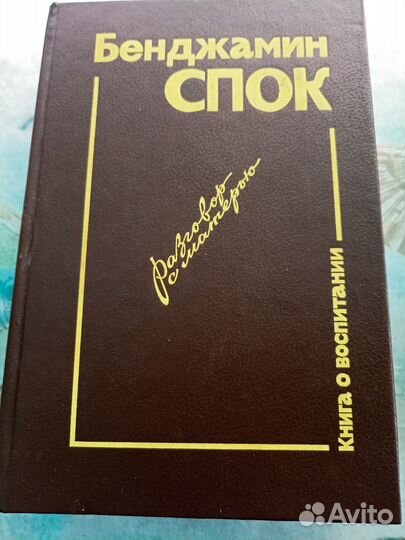 Бенджамин
СПОК
Разговор
с матерью
Книга о воспитании
Avito